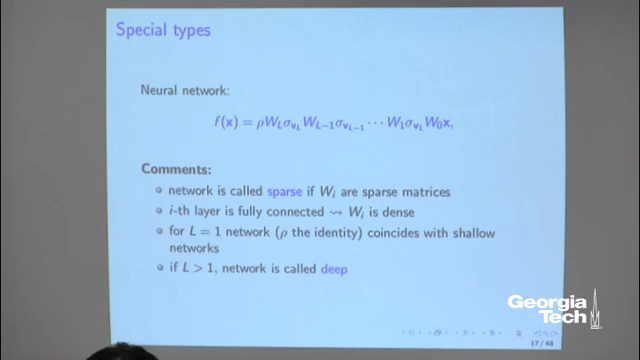 Special types
Neural network:
f(x) = ρW_Lσ_{v_L}W_{L−1}σ_{v_{L−1}} ⋯ W_1σ_{v_1}W_0x,
Comments:
network is called sparse if W_i are sparse matrices
i-th layer is fully connected ⇝ W_i is dense
for L = 1 network (ρ the identity) coincides with shallow
networks
if L > 1, network is called deep
Georgia
Tech
17 / 48